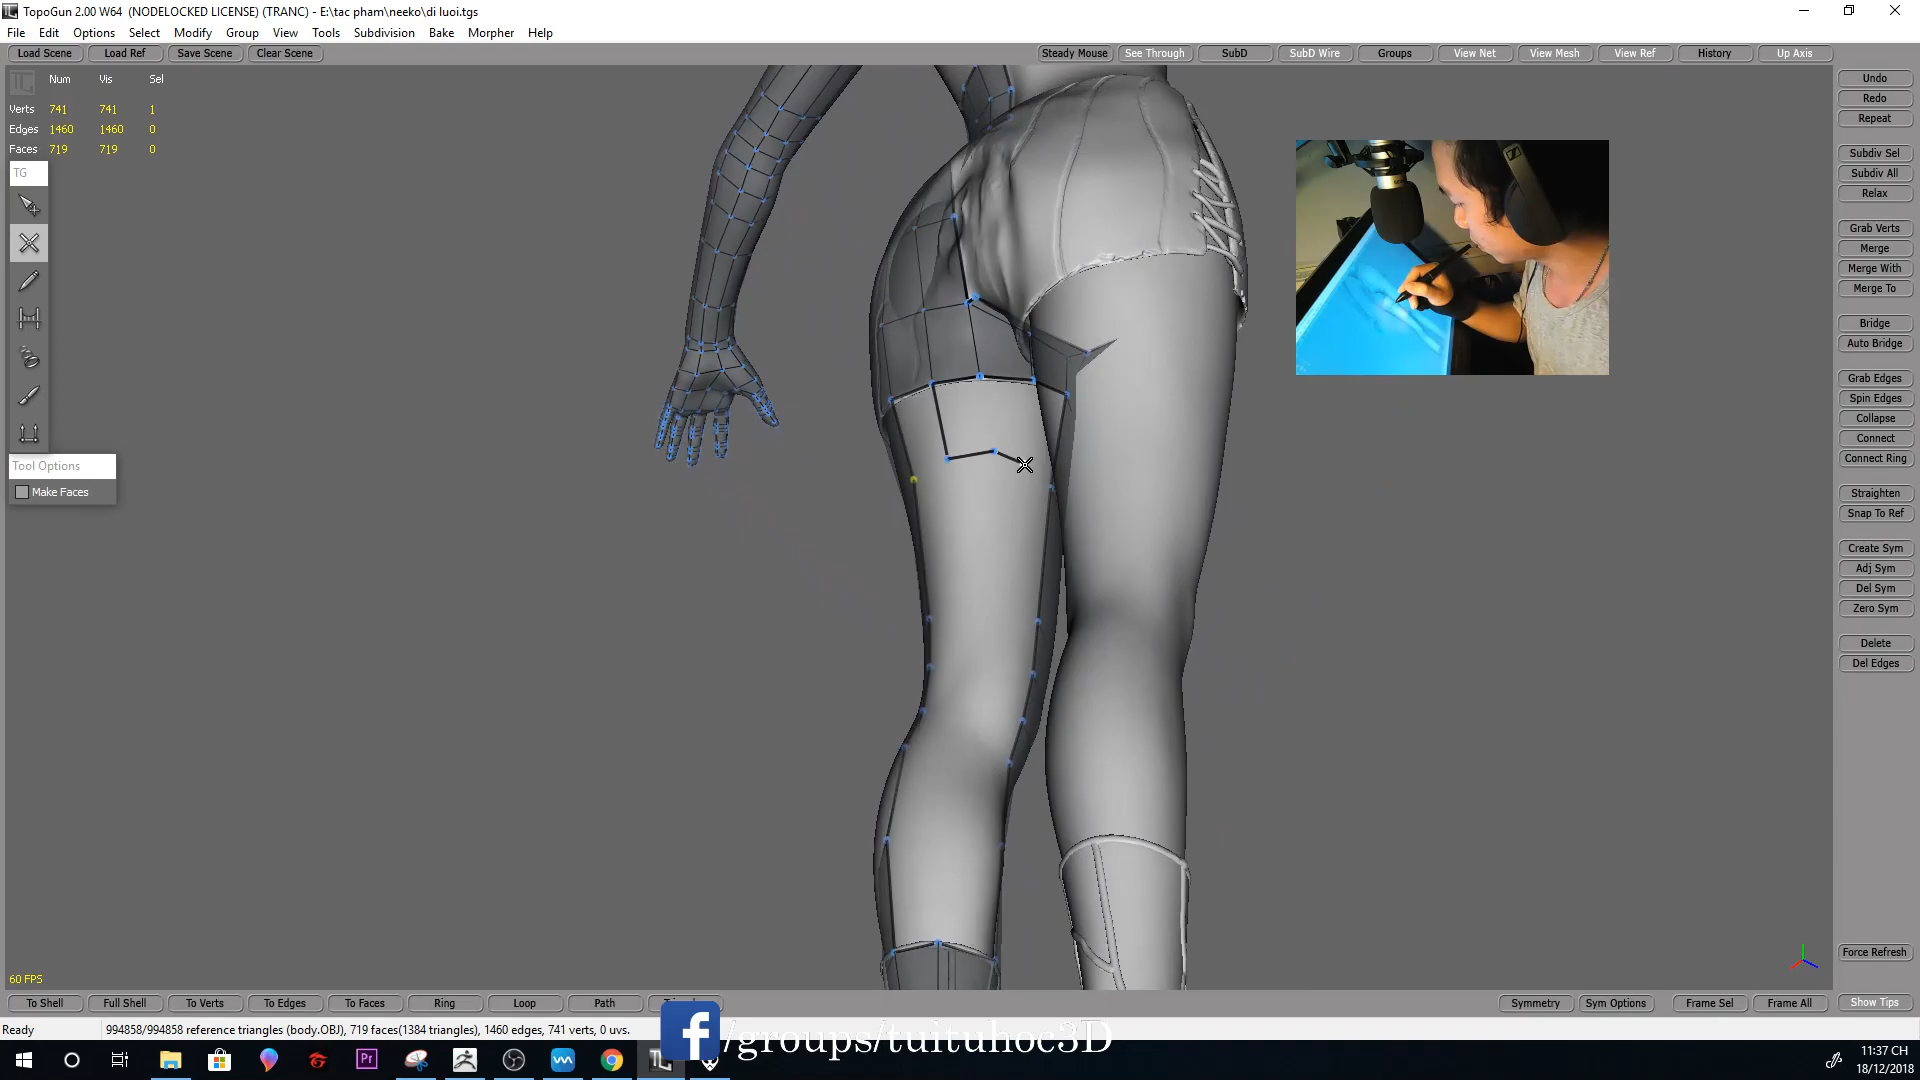 TopoGun 2.00 W64 (NODELOCKED LICENSE) (TRANC) - E:\tac pham\neeko\di luoi.tgs
File Edit Options Select Modify Group View Tools Subdivision Bake Morpher Help
Load Scene Load Ref Save Scene Clear Scene Steady Mouse See Through SubD SubD Wire Groups View Net View Mesh View Ref History Up Axis
Num Vis Sel
Verts 741 741 1
Edges 1460 1460 0
Faces 719 719 0
TG
Tool Options
Make Faces
Undo
Redo
Repeat
Subdiv Sel
Subdiv All
Relax
Grab Verts
Merge
Merge With
Merge To
Bridge
Auto Bridge
Grab Edges
Spin Edges
Collapse
Connect
Connect Ring
Straighten
Snap To Ref
Create Sym
Adj Sym
Del Sym
Zero Sym
Delete
Del Edges
Force Refresh
60 FPS
To Shell Full Shell To Verts To Edges To Faces Ring Loop Path Symmetry Sym Options Frame Sel Frame All Show Tips
Ready 994858/994858 reference triangles (body.OBJ), 719 faces(1384 triangles), 1460 edges, 741 verts, 0 uvs.
/groups/tuituhoc3D
11:37 CH
18/12/2018